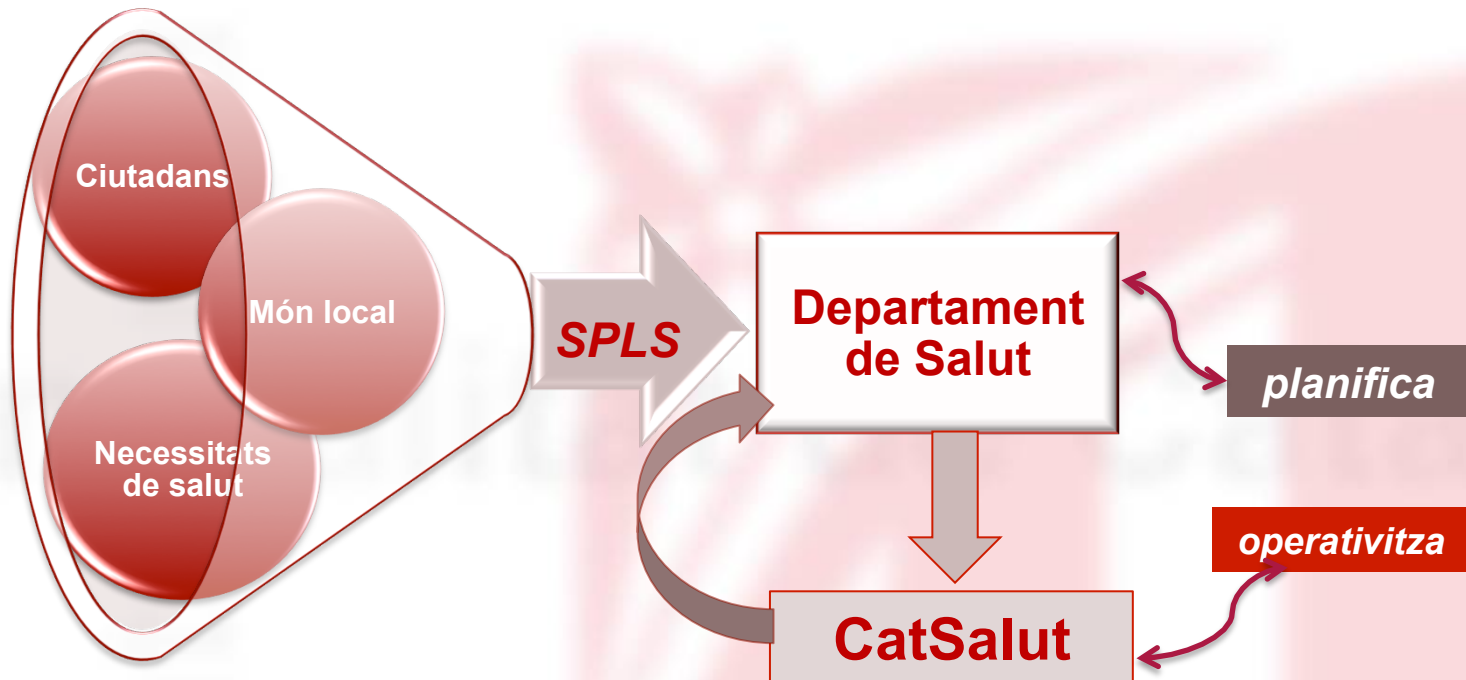 Ciutadans
Món local
Necessitats
de salut
SPLS
Departament
de Salut
planifica
operativitza
CatSalut